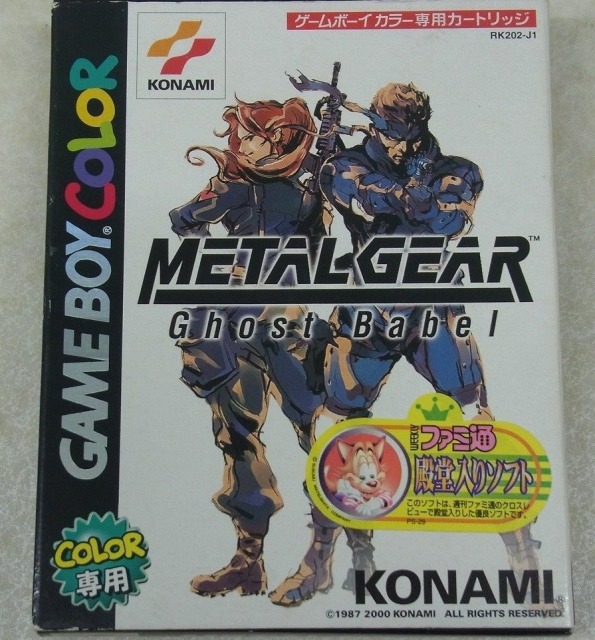 ゲームボーイ カラー専用カートリッジ
RK202-J1
KONAMI
GAME BOY® COLOR
METAL GEAR™
Ghost Babel
WEEKLY ファミ通
殿堂入りソフト
このソフトは、週刊ファミ通のクロスレ
ビューで殿堂入りした優良ソフトです。
PS-29
COLOR
専用
KONAMI®
©1987 2000 KONAMI ALL RIGHTS RESERVED.